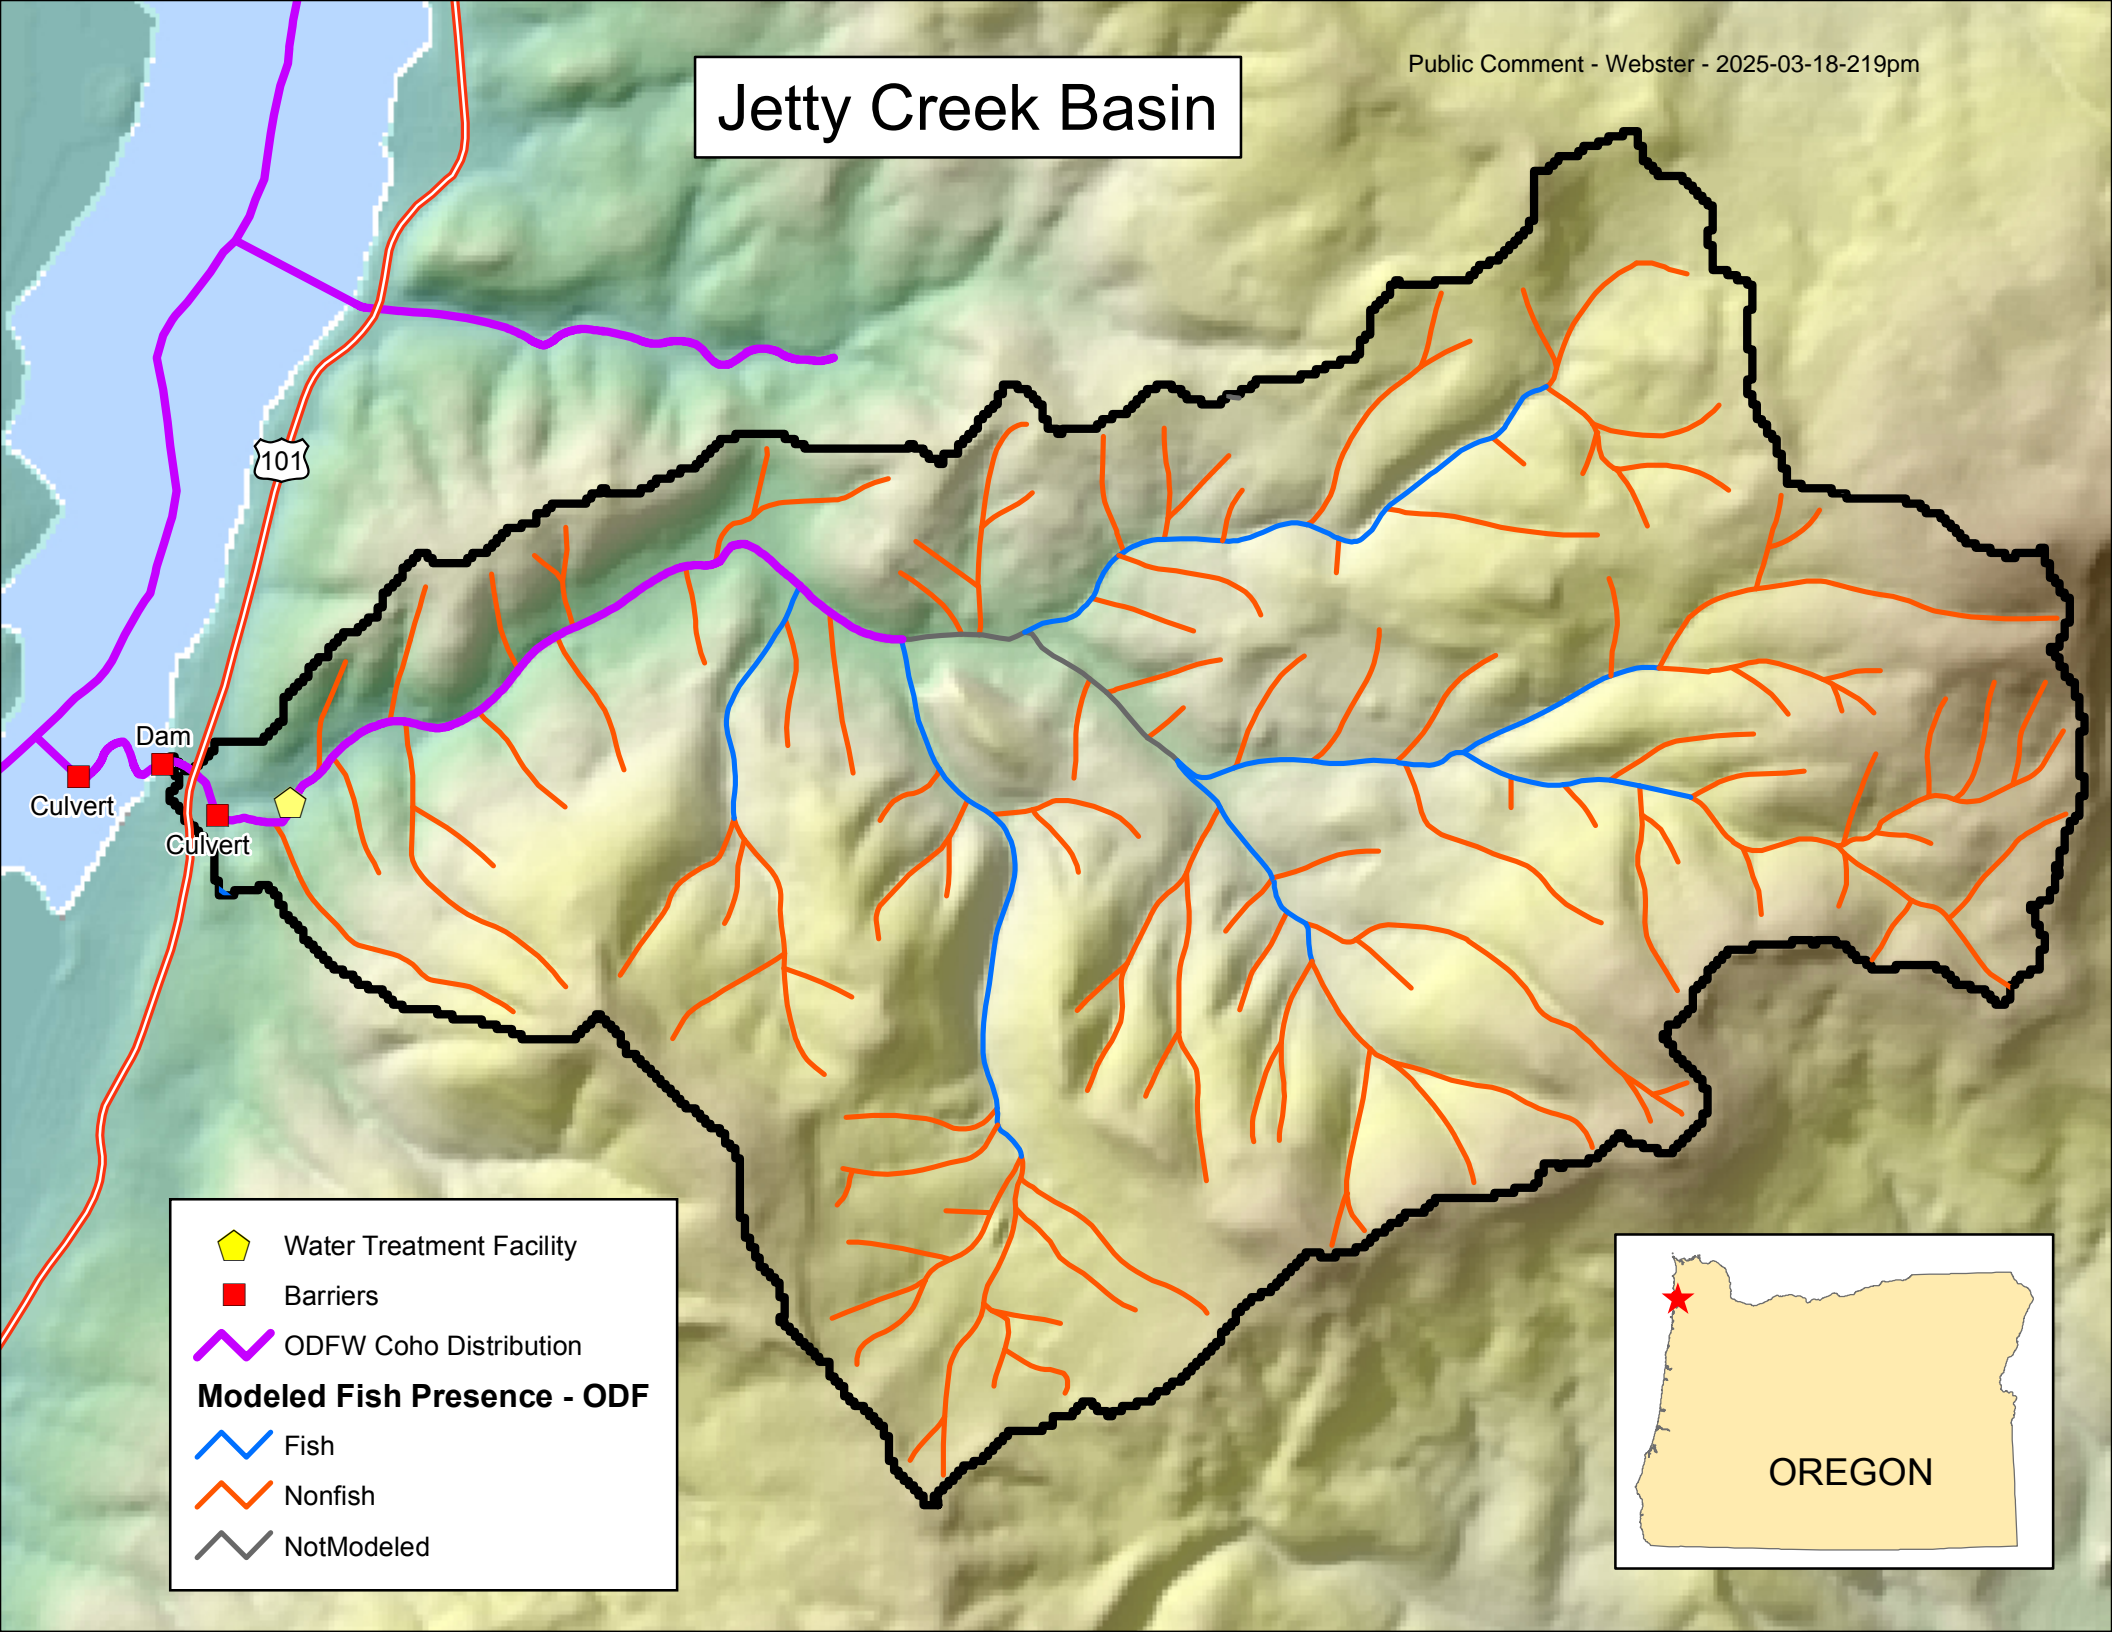 Public Comment - Webster - 2025-03-18-219pm
Jetty Creek Basin
101
Dam
Culvert
Culvert
Water Treatment Facility
Barriers
ODFW Coho Distribution
Modeled Fish Presence - ODF
Fish
Nonfish
NotModeled
OREGON